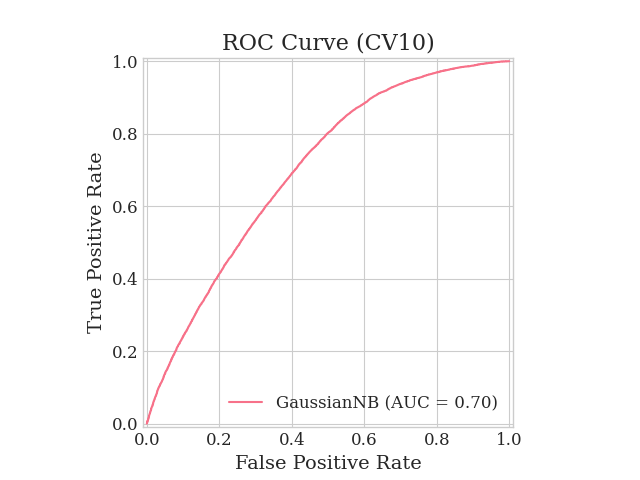 ROC Curve (CV10)
True Positive Rate
1.0
0.8
0.6
0.4
0.2
0.0
GaussianNB (AUC = 0.70)
0.0 0.2 0.4 0.6 0.8 1.0
False Positive Rate